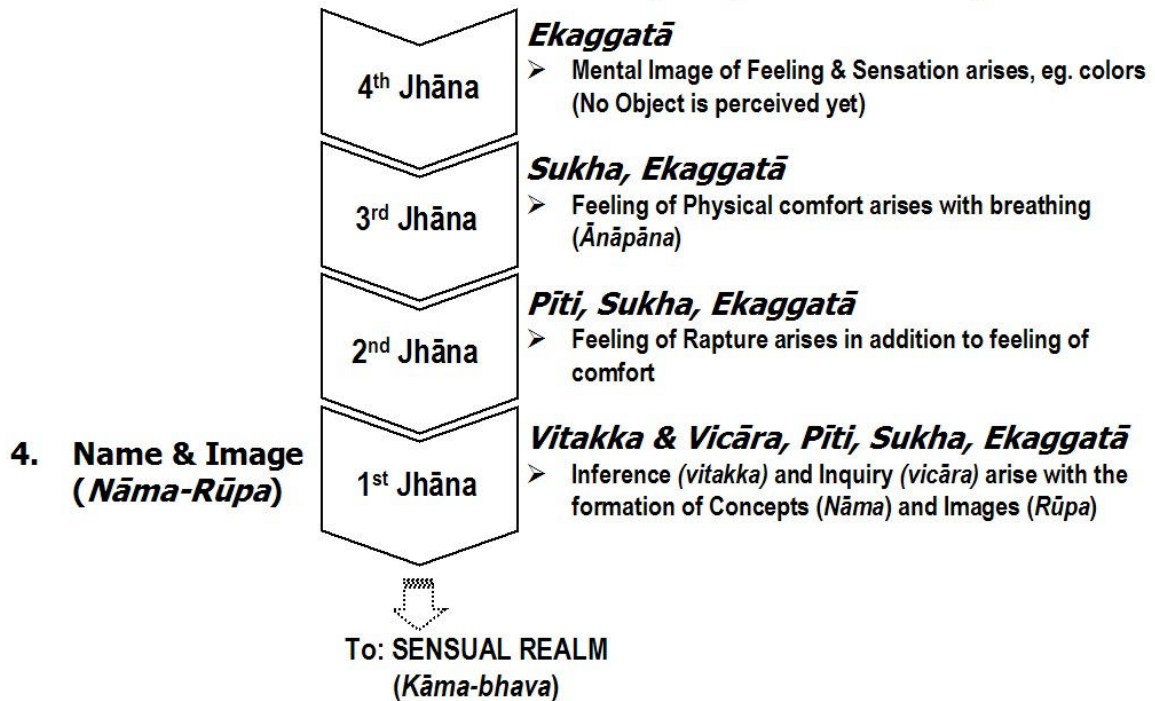 Ekaggatā
4th Jhāna
➢ Mental Image of Feeling & Sensation arises, eg. colors
(No Object is perceived yet)
Sukha, Ekaggatā
3rd Jhāna
➢ Feeling of Physical comfort arises with breathing
(Ānāpāna)
Pīti, Sukha, Ekaggatā
2nd Jhāna
➢ Feeling of Rapture arises in addition to feeling of
comfort
4. Name & Image
(Nāma-Rūpa)
Vitakka & Vicāra, Pīti, Sukha, Ekaggatā
1st Jhāna
➢ Inference (vitakka) and Inquiry (vicāra) arise with the
formation of Concepts (Nāma) and Images (Rūpa)
To: SENSUAL REALM
(Kāma-bhava)